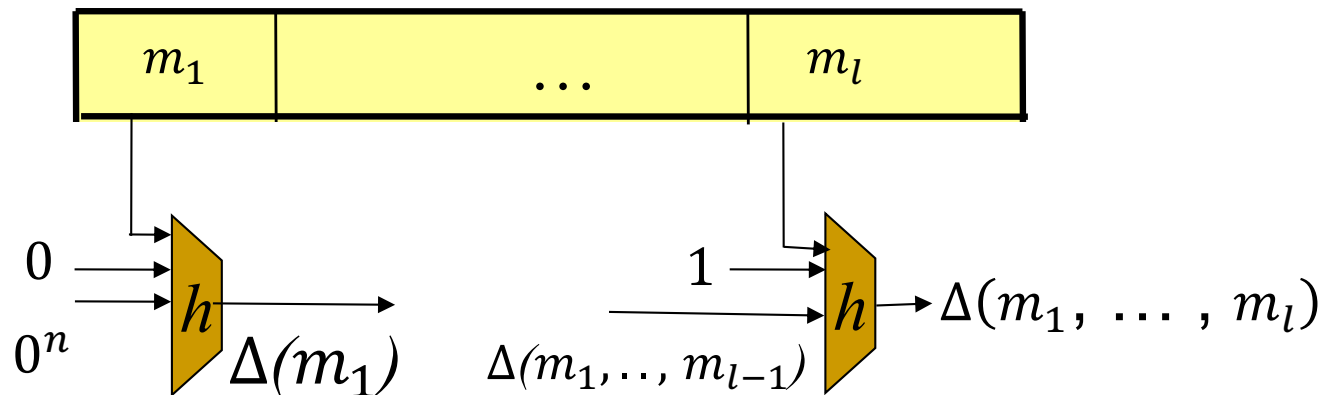 m₁ … mₗ
0 1
h h Δ(m₁, … , mₗ)
0ⁿ Δ(m₁) Δ(m₁,.., mₗ₋₁)